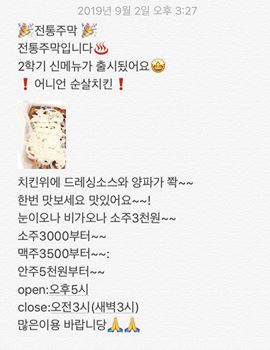 2019년 9월 2일 오후 3:27
🎉전통주막 🎉
전통주막입니다♨️
2학기 신메뉴가 출시됬어요🤩
❗️어니언 순살치킨❗️
치킨위에 드레싱소스와 양파가 쫙~~
한번 맛보세요 맛있어요~~!
눈이오나 비가오나 소주3천원~~
소주3000부터~~
맥주3500부터~~:
안주5천원부터~~
open:오후5시
close:오전3시(새벽3시)
많은이용 바랍니당🙏🙏